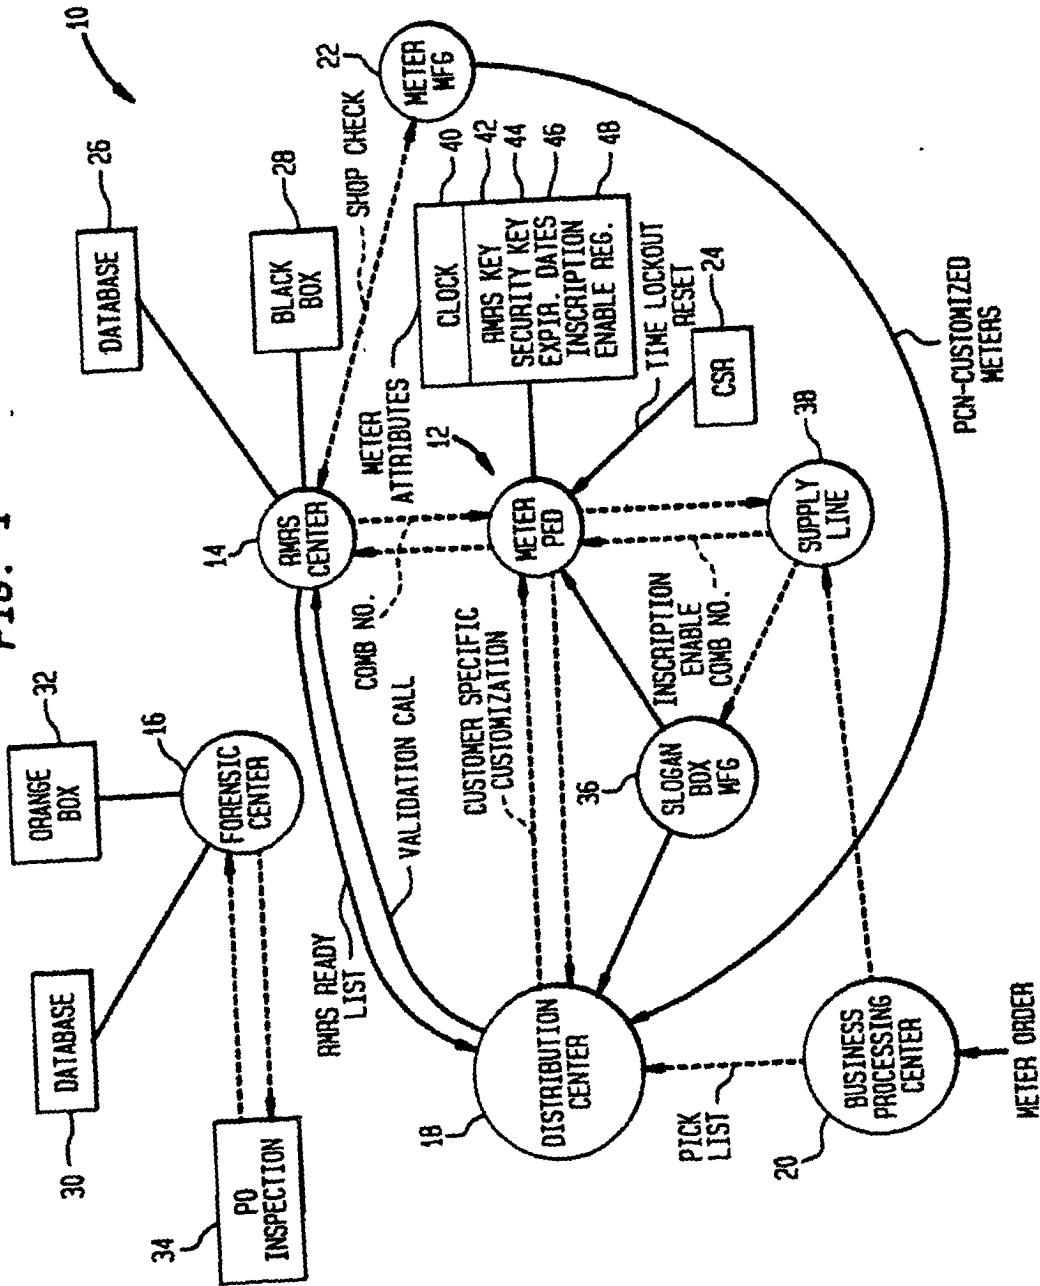 FIG. 1
10
DATABASE
26
BLACK
BOX
28
RMRS
CENTER
14
SHOP CHECK
METER
MFG
22
METER
ATTRIBUTES
CLOCK
40
RMRS KEY
42
SECURITY KEY
44
EXPIR. DATES
46
INSCRIPTION
ENABLE REG.
48
TIME LOCKOUT
RESET
CSR
24
METER
PED
12
COMB NO.
VALIDATION CALL
RMRS READY
LIST
ORANGE
BOX
32
FORENSIC
CENTER
16
DATABASE
30
PO
INSPECTION
34
CUSTOMER SPECIFIC
CUSTOMIZATION
INSCRIPTION
ENABLE
COMB NO.
SLOGAN
BOX
MFG
36
SUPPLY
LINE
38
DISTRIBUTION
CENTER
18
PICK
LIST
BUSINESS
PROCESSING
CENTER
20
METER ORDER
PCN-CUSTOMIZED
METERS